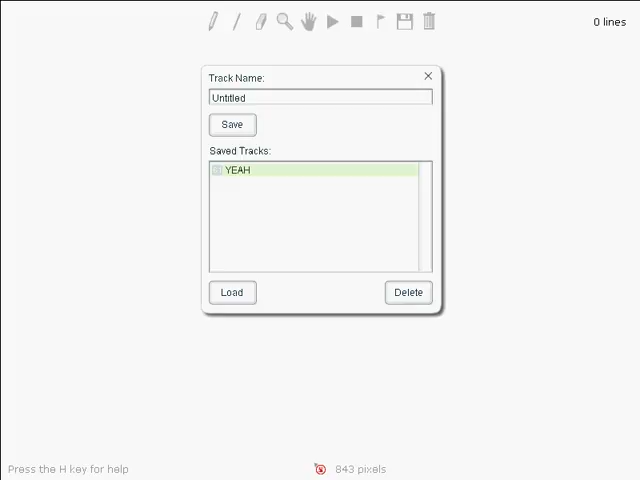 0 lines
Track Name:
Untitled
Save
Saved Tracks:
YEAH
Load
Delete
Press the H key for help
843 pixels